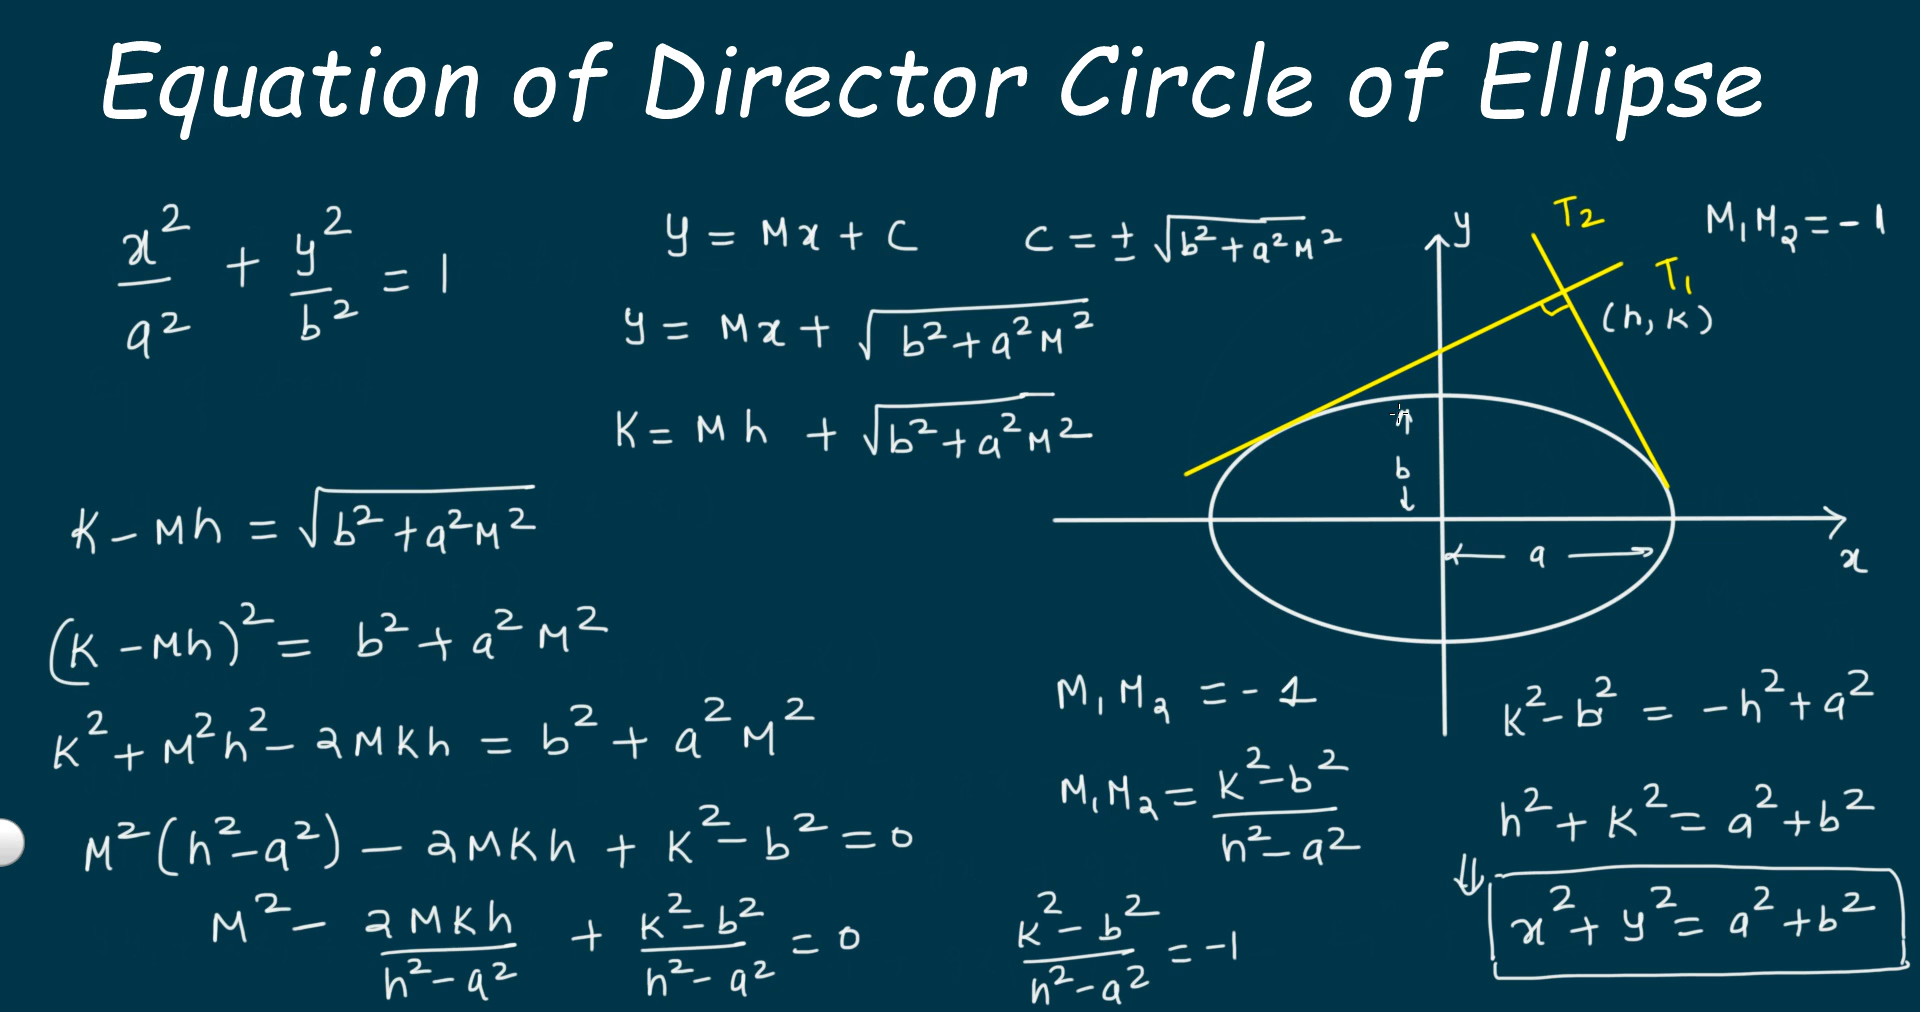 Equation of Director Circle of Ellipse
x²/a² + y²/b² = 1
y = Mx + c
c = ± √b² + a²M²
y = Mx + √b² + a²M²
K = Mh + √b² + a²M²
K - Mh = √b² + a²M²
(K - Mh)² = b² + a²M²
K² + M²h² - 2MKh = b² + a²M²
M²(h² - a²) - 2MKh + K² - b² = 0
M² - 2MKh/h² - a² + K² - b²/h² - a² = 0
y
T2
M₁M₂ = -1
T1
(h, K)
b
a
x
M₁M₂ = -1
M₁M₂ = K² - b²/h² - a²
K² - b²/h² - a² = -1
K² - b² = -h² + a²
h² + K² = a² + b²
⇓
x² + y² = a² + b²